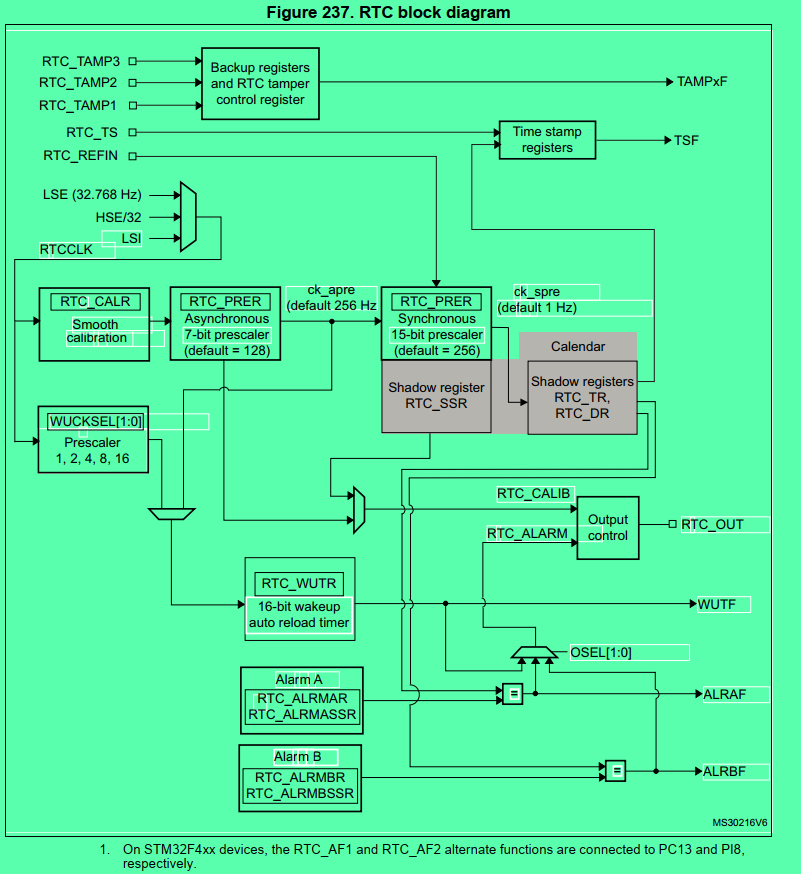 Figure 237. RTC block diagram
RTC_TAMP3
RTC_TAMP2
RTC_TAMP1
Backup registers
and RTC tamper
control register
TAMPxF
RTC_TS
Time stamp
registers
TSF
RTC_REFIN
LSE (32.768 Hz)
HSE/32
LSI
RTCCLK
ck_apre
(default 256 Hz
ck_spre
(default 1 Hz)
RTC_CALR
Smooth
calibration
RTC_PRER
Asynchronous
7-bit prescaler
(default = 128)
RTC_PRER
Synchronous
15-bit prescaler
(default = 256)
Calendar
Shadow register
RTC_SSR
Shadow registers
RTC_TR,
RTC_DR
WUCKSEL[1:0]
Prescaler
1, 2, 4, 8, 16
RTC_CALIB
RTC_ALARM
Output
control
RTC_OUT
RTC_WUTR
16-bit wakeup
auto reload timer
WUTF
OSEL[1:0]
Alarm A
RTC_ALRMAR
RTC_ALRMASSR
=
ALRAF
Alarm B
RTC_ALRMBR
RTC_ALRMBSSR
=
ALRBF
MS30216V6
1. On STM32F4xx devices, the RTC_AF1 and RTC_AF2 alternate functions are connected to PC13 and PI8,
respectively.